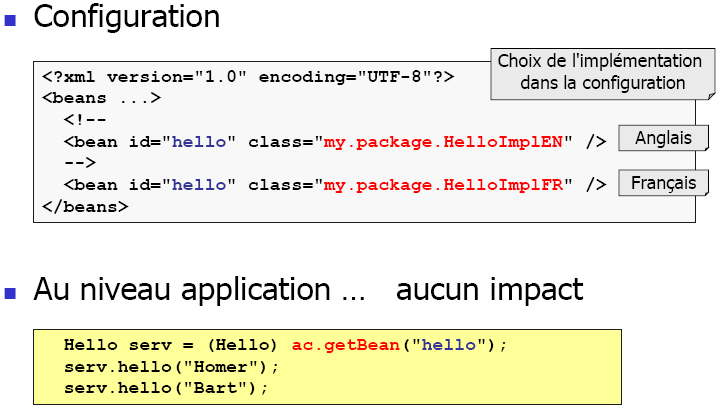 Configuration
Choix de l'implémentation
dans la configuration
<?xml version="1.0" encoding="UTF-8"?>
<beans ...>
<!--
<bean id="hello" class="my.package.HelloImplEN" />
Anglais
-->
<bean id="hello" class="my.package.HelloImplFR" />
Français
</beans>
Au niveau application ... aucun impact
Hello serv = (Hello) ac.getBean("hello");
serv.hello("Homer");
serv.hello("Bart");